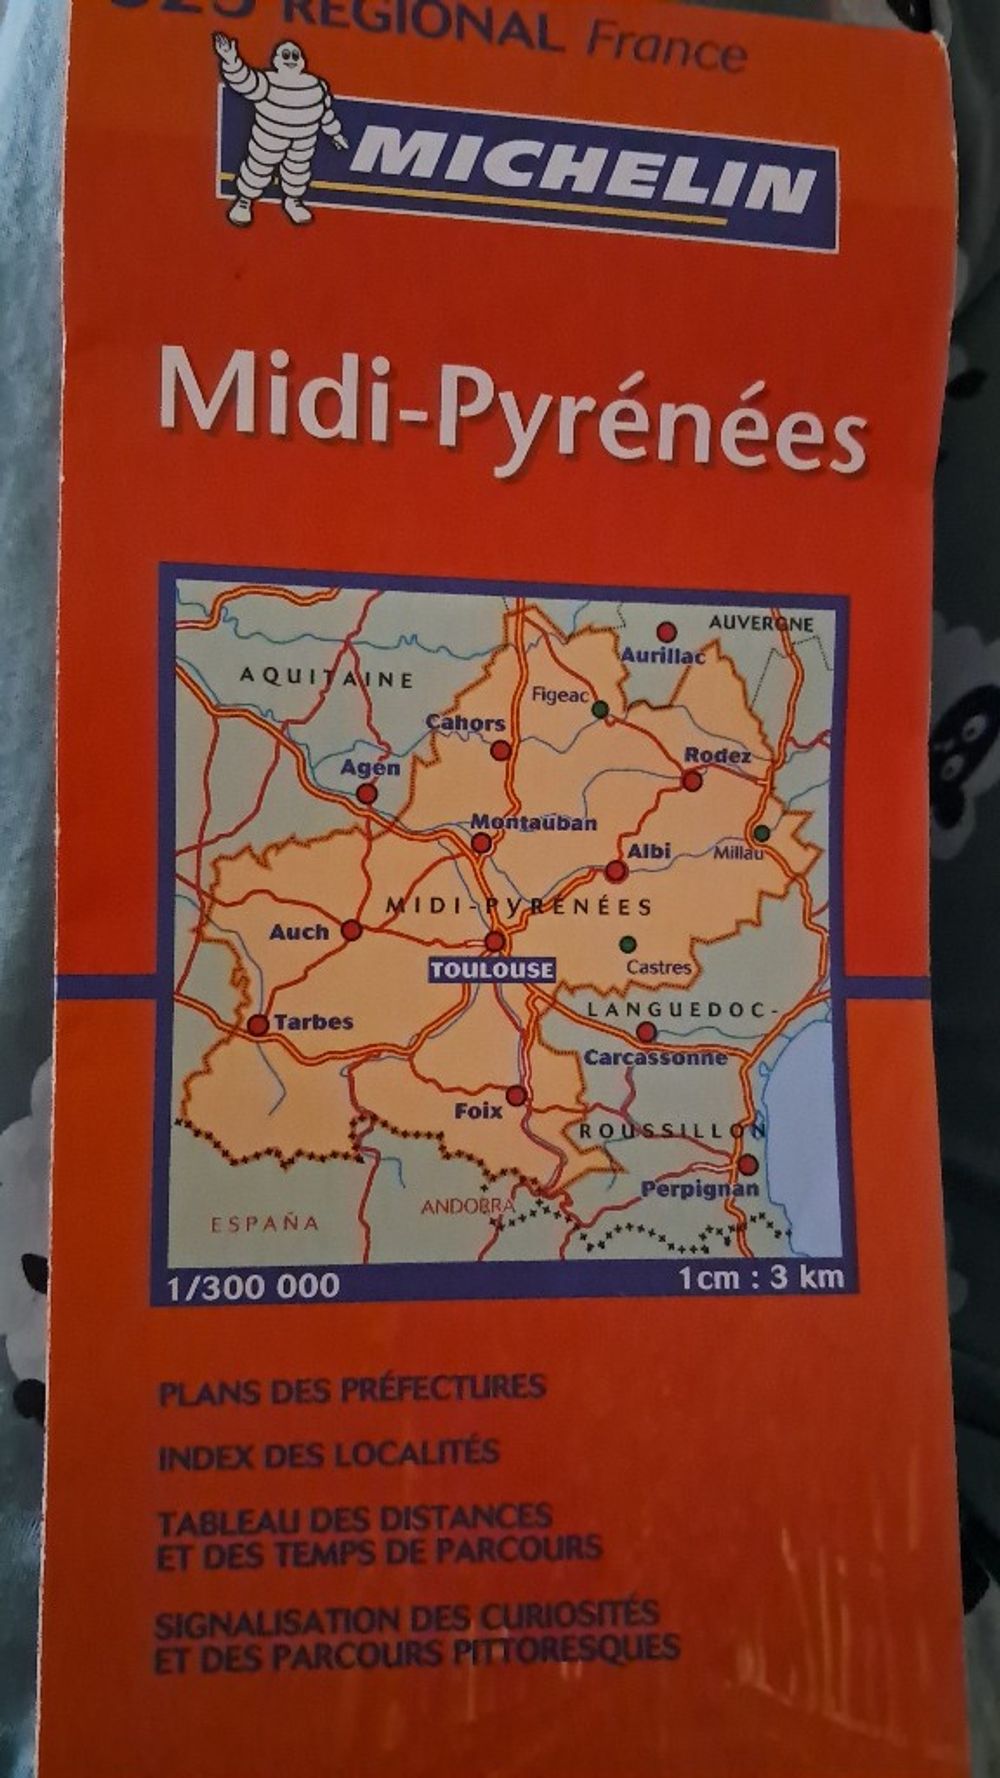 525 REGIONAL France
MICHELIN
Midi-Pyrénées
AUVERGNE
Aurillac
AQUITAINE
Figeac
Cahors
Rodez
Agen
Montauban
Albi
Millau
MIDI-PYRÉNÉES
Auch
TOULOUSE
Castres
LANGUEDOC-
Tarbes
Carcassonne
Foix
ROUSSILLON
Perpignan
ANDORRA
ESPAÑA
1/300 000
1cm : 3 km
PLANS DES PRÉFECTURES
INDEX DES LOCALITÉS
TABLEAU DES DISTANCES
ET DES TEMPS DE PARCOURS
SIGNALISATION DES CURIOSITÉS
ET DES PARCOURS PITTORESQUES